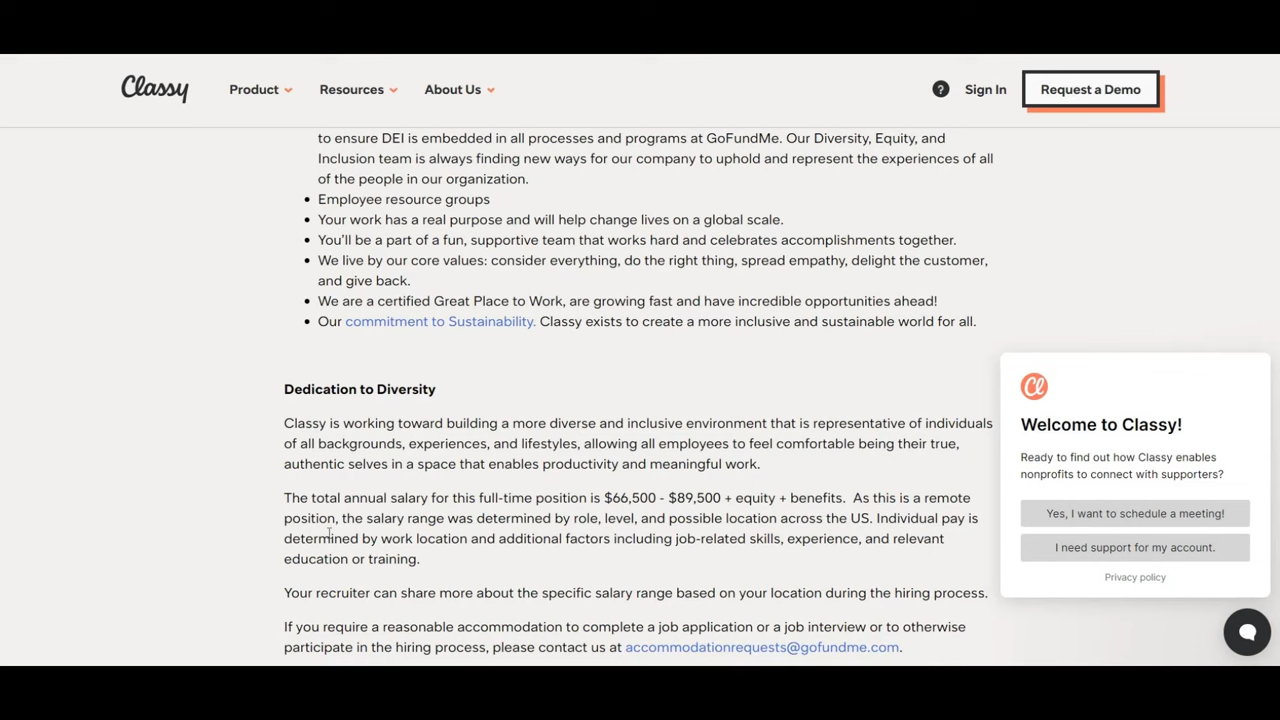 Classy
Product
Resources
About Us
?
Sign In
Request a Demo
to ensure DEI is embedded in all processes and programs at GoFundMe. Our Diversity, Equity, and
Inclusion team is always finding new ways for our company to uphold and represent the experiences of all
of the people in our organization.
• Employee resource groups
• Your work has a real purpose and will help change lives on a global scale.
• You'll be a part of a fun, supportive team that works hard and celebrates accomplishments together.
• We live by our core values: consider everything, do the right thing, spread empathy, delight the customer,
and give back.
• We are a certified Great Place to Work, are growing fast and have incredible opportunities ahead!
• Our commitment to Sustainability. Classy exists to create a more inclusive and sustainable world for all.
Dedication to Diversity
Classy is working toward building a more diverse and inclusive environment that is representative of individuals
of all backgrounds, experiences, and lifestyles, allowing all employees to feel comfortable being their true,
authentic selves in a space that enables productivity and meaningful work.
The total annual salary for this full-time position is $66,500 - $89,500 + equity + benefits.  As this is a remote
position, the salary range was determined by role, level, and possible location across the US. Individual pay is
determined by work location and additional factors including job-related skills, experience, and relevant
education or training.
Your recruiter can share more about the specific salary range based on your location during the hiring process.
If you require a reasonable accommodation to complete a job application or a job interview or to otherwise
participate in the hiring process, please contact us at accommodationrequests@gofundme.com.
Cl
Welcome to Classy!
Ready to find out how Classy enables
nonprofits to connect with supporters?
Yes, I want to schedule a meeting!
I need support for my account.
Privacy policy